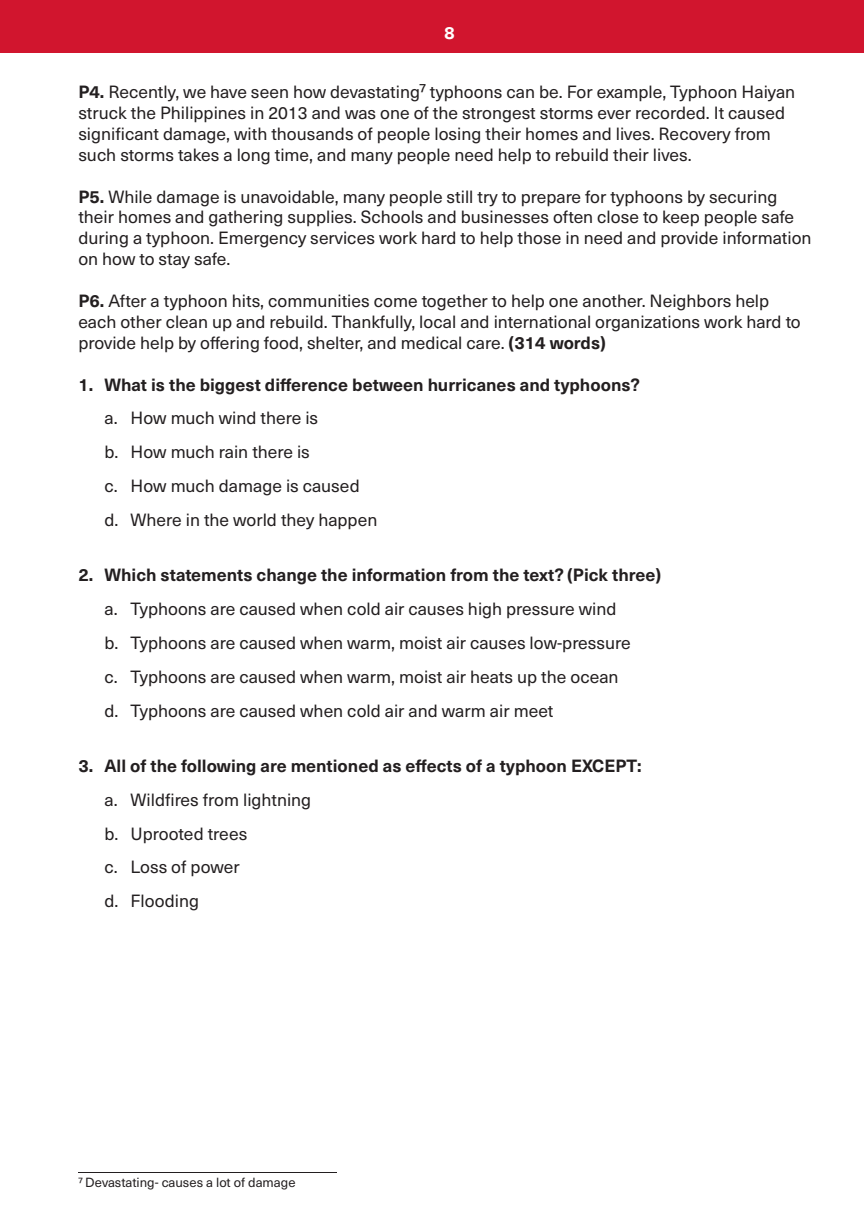 8
P4. Recently, we have seen how devastating⁷ typhoons can be. For example, Typhoon Haiyan
struck the Philippines in 2013 and was one of the strongest storms ever recorded. It caused
significant damage, with thousands of people losing their homes and lives. Recovery from
such storms takes a long time, and many people need help to rebuild their lives.
P5. While damage is unavoidable, many people still try to prepare for typhoons by securing
their homes and gathering supplies. Schools and businesses often close to keep people safe
during a typhoon. Emergency services work hard to help those in need and provide information
on how to stay safe.
P6. After a typhoon hits, communities come together to help one another. Neighbors help
each other clean up and rebuild. Thankfully, local and international organizations work hard to
provide help by offering food, shelter, and medical care. (314 words)
1. What is the biggest difference between hurricanes and typhoons?
a. How much wind there is
b. How much rain there is
c. How much damage is caused
d. Where in the world they happen
2. Which statements change the information from the text? (Pick three)
a. Typhoons are caused when cold air causes high pressure wind
b. Typhoons are caused when warm, moist air causes low-pressure
c. Typhoons are caused when warm, moist air heats up the ocean
d. Typhoons are caused when cold air and warm air meet
3. All of the following are mentioned as effects of a typhoon EXCEPT:
a. Wildfires from lightning
b. Uprooted trees
c. Loss of power
d. Flooding
⁷ Devastating- causes a lot of damage